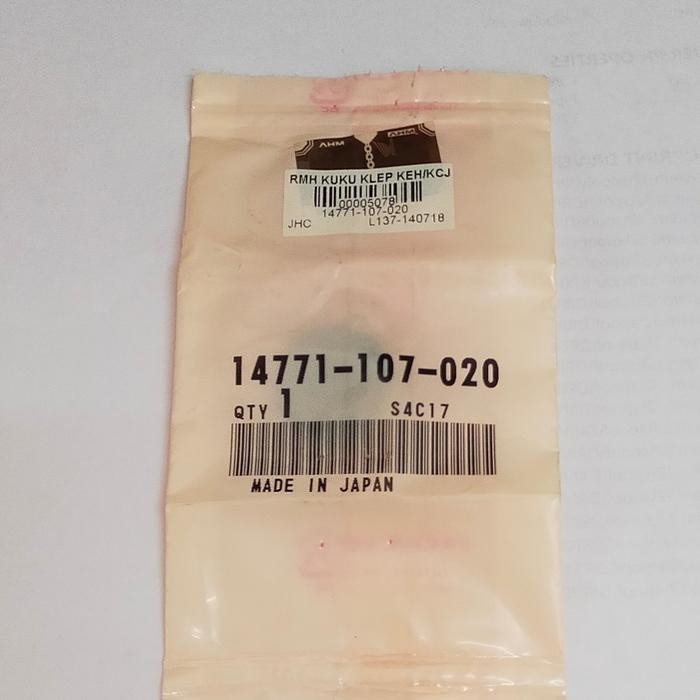 AHM AHM
RMH KUKU KLEP KEH/KCJ
00005078
14771-107-020
JHC L137-140718
14771-107-020
QTY 1 S4C17
MADE IN JAPAN